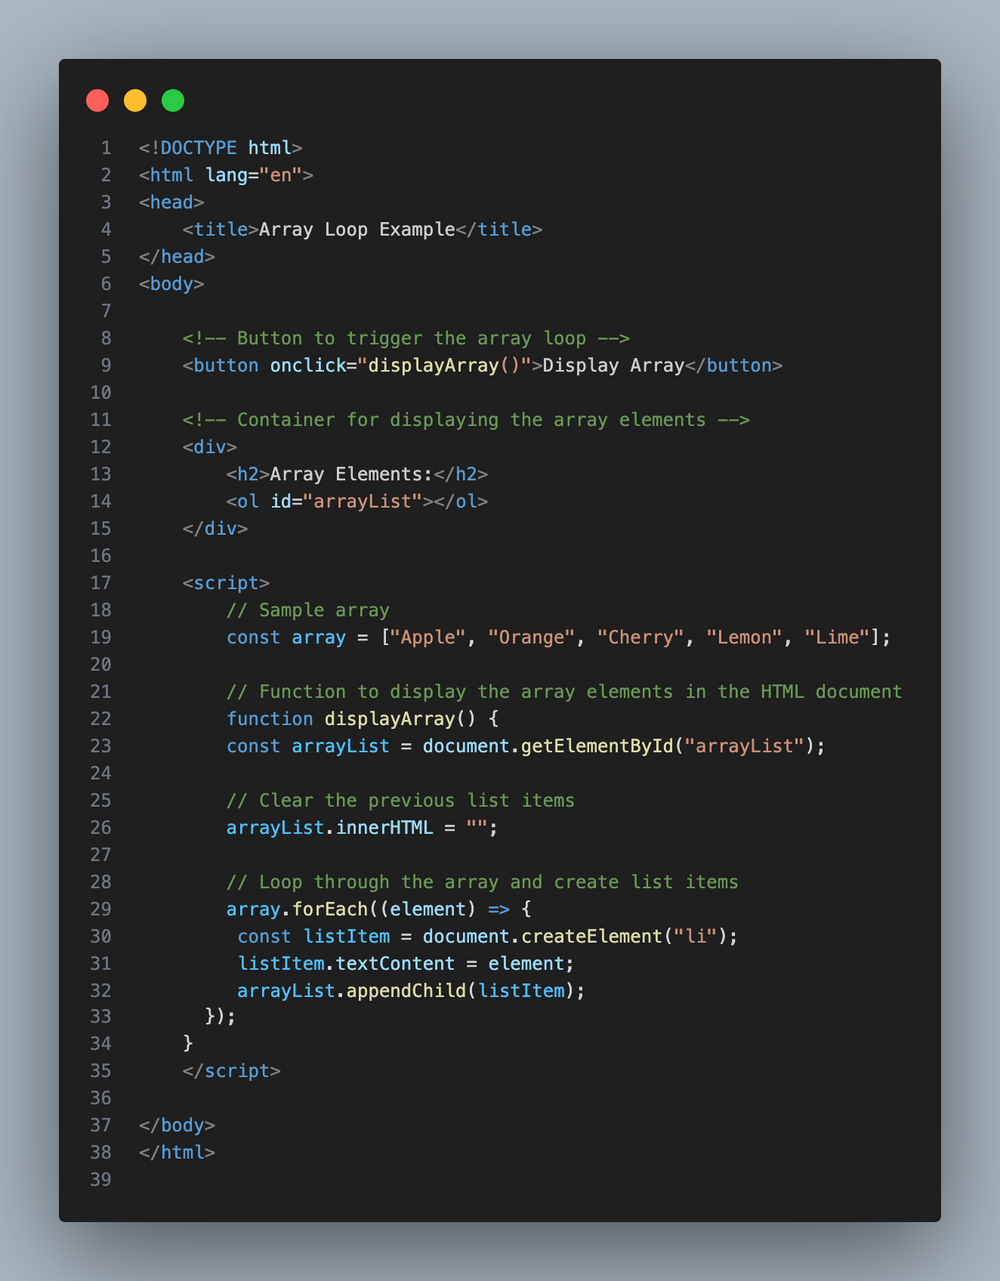 1 <!DOCTYPE html>
2 <html lang="en">
3 <head>
4     <title>Array Loop Example</title>
5 </head>
6 <body>
7
8     <!-- Button to trigger the array loop -->
9     <button onclick="displayArray()">Display Array</button>
10
11     <!-- Container for displaying the array elements -->
12     <div>
13         <h2>Array Elements:</h2>
14         <ol id="arrayList"></ol>
15     </div>
16
17     <script>
18         // Sample array
19         const array = ["Apple", "Orange", "Cherry", "Lemon", "Lime"];
20
21         // Function to display the array elements in the HTML document
22         function displayArray() {
23         const arrayList = document.getElementById("arrayList");
24
25         // Clear the previous list items
26         arrayList.innerHTML = "";
27
28         // Loop through the array and create list items
29         array.forEach((element) => {
30          const listItem = document.createElement("li");
31          listItem.textContent = element;
32          arrayList.appendChild(listItem);
33       });
34     }
35     </script>
36
37 </body>
38 </html>
39